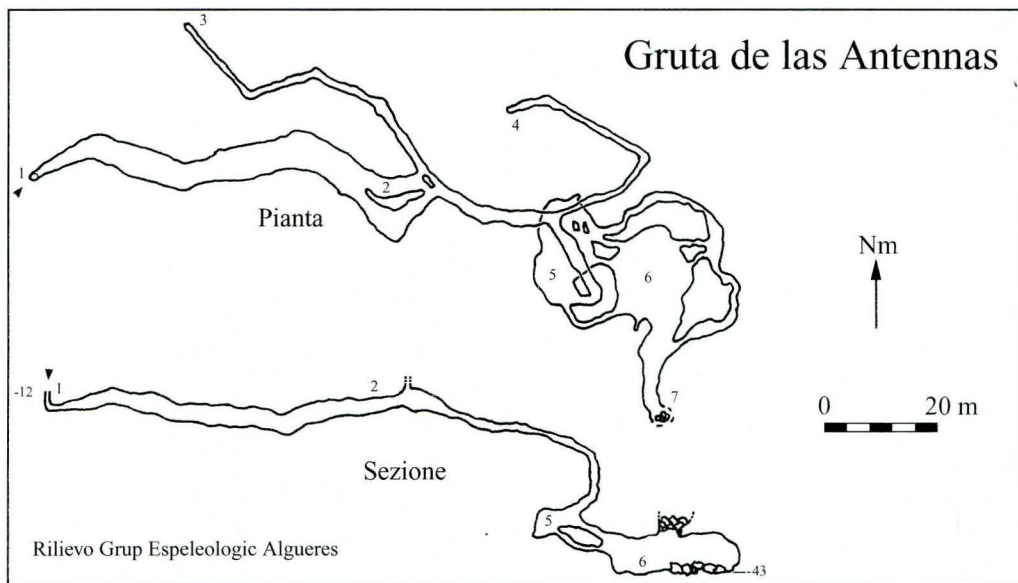 Gruta de las Antennas
3
4
1
2
Pianta
Nm
5
6
7
0 20 m
-12
1
2
Sezione
5
6
-43
Rilievo Grup Espeleologic Algueres